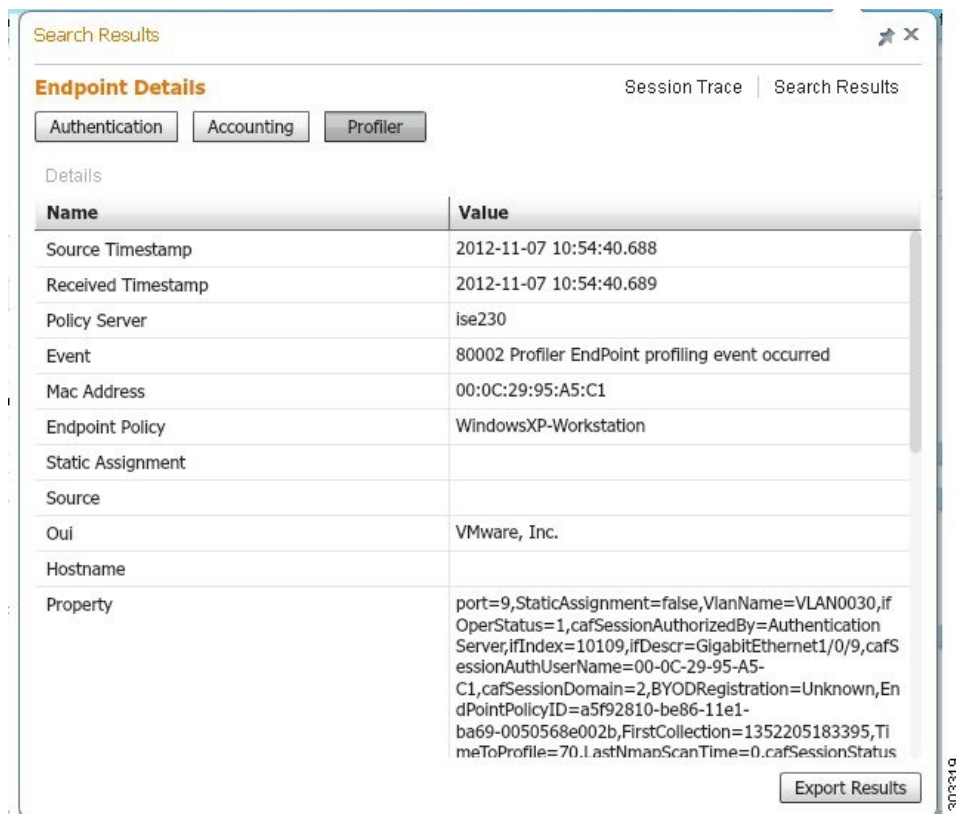 Search Results
Endpoint Details
Session Trace | Search Results
Authentication Accounting Profiler
Details
Name Value
Source Timestamp 2012-11-07 10:54:40.688
Received Timestamp 2012-11-07 10:54:40.689
Policy Server ise230
Event 80002 Profiler EndPoint profiling event occurred
Mac Address 00:0C:29:95:A5:C1
Endpoint Policy WindowsXP-Workstation
Static Assignment
Source
Oui VMware, Inc.
Hostname
Property port=9,StaticAssignment=false,VlanName=VLAN0030,if
OperStatus=1,cafSessionAuthorizedBy=Authentication
Server,ifIndex=10109,ifDescr=GigabitEthernet1/0/9,cafS
essionAuthUserName=00-0C-29-95-A5-
C1,cafSessionDomain=2,BYODRegistration=Unknown,En
dPointPolicyID=a5f92810-be86-11e1-
ba69-0050568e002b,FirstCollection=1352205183395,Ti
meToProfile=70,LastNmapScanTime=0,cafSessionStatus
Export Results
303319